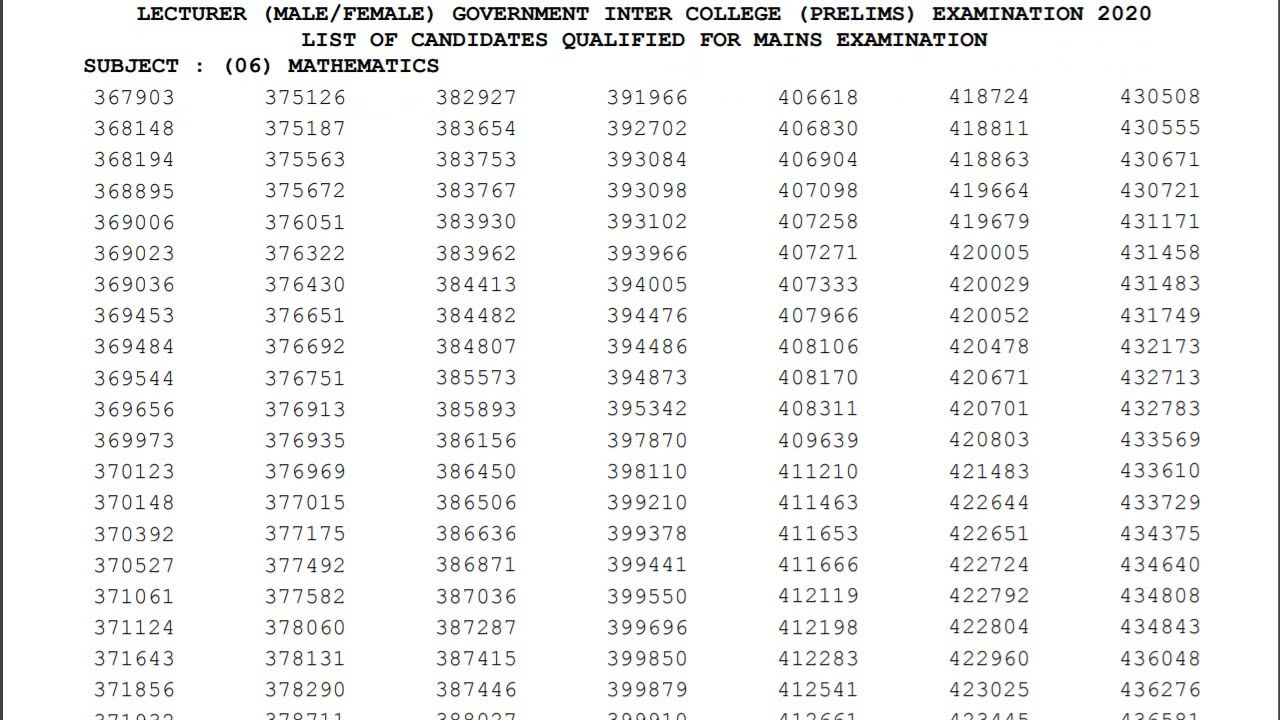 LECTURER (MALE/FEMALE) GOVERNMENT INTER COLLEGE (PRELIMS) EXAMINATION 2020
LIST OF CANDIDATES QUALIFIED FOR MAINS EXAMINATION
SUBJECT : (06) MATHEMATICS
367903 375126 382927 391966 406618 418724 430508
368148 375187 383654 392702 406830 418811 430555
368194 375563 383753 393084 406904 418863 430671
368895 375672 383767 393098 407098 419664 430721
369006 376051 383930 393102 407258 419679 431171
369023 376322 383962 393966 407271 420005 431458
369036 376430 384413 394005 407333 420029 431483
369453 376651 384482 394476 407966 420052 431749
369484 376692 384807 394486 408106 420478 432173
369544 376751 385573 394873 408170 420671 432713
369656 376913 385893 395342 408311 420701 432783
369973 376935 386156 397870 409639 420803 433569
370123 376969 386450 398110 411210 421483 433610
370148 377015 386506 399210 411463 422644 433729
370392 377175 386636 399378 411653 422651 434375
370527 377492 386871 399441 411666 422724 434640
371061 377582 387036 399550 412119 422792 434808
371124 378060 387287 399696 412198 422804 434843
371643 378131 387415 399850 412283 422960 436048
371856 378290 387446 399879 412541 423025 436276